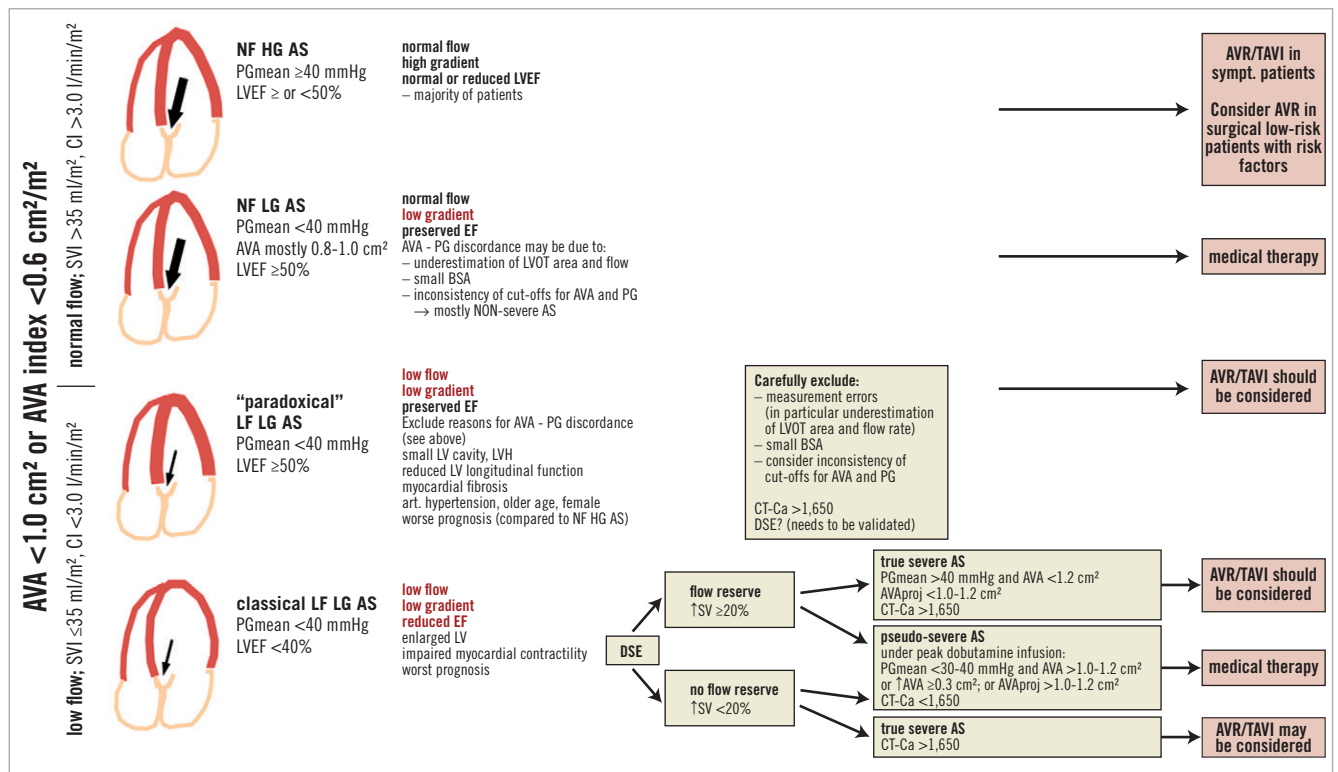 AVA <1.0 cm² or AVA index <0.6 cm²/m²
normal flow; SVI >35 ml/m², CI >3.0 l/min/m²
NF HG AS
PGmean ≥40 mmHg
LVEF ≥ or <50%
normal flow
high gradient
normal or reduced LVEF
– majority of patients
AVR/TAVI in
sympt. patients
Consider AVR in
surgical low-risk
patients with risk
factors
NF LG AS
PGmean <40 mmHg
AVA mostly 0.8-1.0 cm²
LVEF ≥50%
normal flow
low gradient
preserved EF
AVA - PG discordance may be due to:
– underestimation of LVOT area and flow
– small BSA
– inconsistency of cut-offs for AVA and PG
→ mostly NON-severe AS
medical therapy
low flow; SVI ≤35 ml/m², CI <3.0 l/min/m²
“paradoxical”
LF LG AS
PGmean <40 mmHg
LVEF ≥50%
low flow
low gradient
preserved EF
Exclude reasons for AVA - PG discordance
(see above)
small LV cavity, LVH
reduced LV longitudinal function
myocardial fibrosis
art. hypertension, older age, female
worse prognosis (compared to NF HG AS)
Carefully exclude:
– measurement errors
(in particular underestimation
of LVOT area and flow rate)
– small BSA
– consider inconsistency of
cut-offs for AVA and PG
CT-Ca >1,650
DSE? (needs to be validated)
AVR/TAVI should
be considered
classical LF LG AS
PGmean <40 mmHg
LVEF <40%
low flow
low gradient
reduced EF
enlarged LV
impaired myocardial contractility
worst prognosis
DSE
flow reserve
↑SV ≥20%
no flow reserve
↑SV <20%
true severe AS
PGmean >40 mmHg and AVA <1.2 cm²
AVAproj <1.0-1.2 cm²
CT-Ca >1,650
AVR/TAVI should
be considered
pseudo-severe AS
under peak dobutamine infusion:
PGmean <30-40 mmHg and AVA >1.0-1.2 cm²
or ↑AVA ≥0.3 cm²; or AVAproj >1.0-1.2 cm²
CT-Ca <1,650
medical therapy
true severe AS
CT-Ca >1,650
AVR/TAVI may
be considered